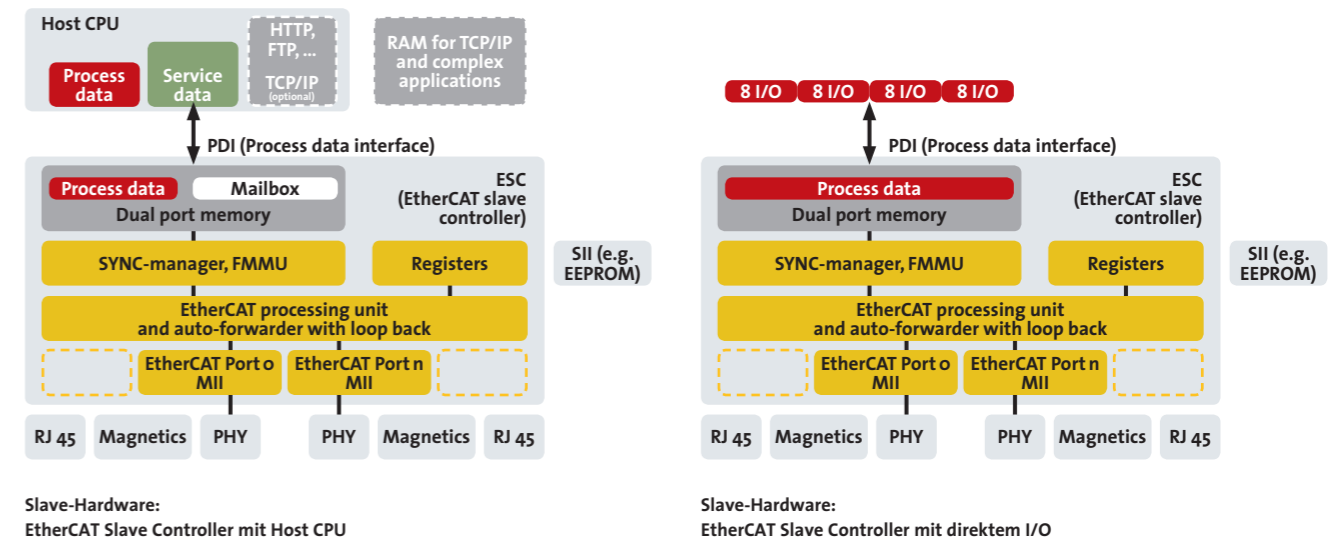 Host CPU
Process
data
Service
data
HTTP,
FTP, ...
TCP/IP
(optional)
RAM for TCP/IP
and complex
applications
PDI (Process data interface)
Process data
Mailbox
Dual port memory
ESC
(EtherCAT slave
controller)
SYNC-manager, FMMU
Registers
SII (e.g.
EEPROM)
EtherCAT processing unit
and auto-forwarder with loop back
EtherCAT Port 0
MII
EtherCAT Port n
MII
RJ 45
Magnetics
PHY
PHY
Magnetics
RJ 45
Slave-Hardware:
EtherCAT Slave Controller mit Host CPU
8 I/O
8 I/O
8 I/O
8 I/O
PDI (Process data interface)
Process data
Dual port memory
ESC
(EtherCAT slave
controller)
SYNC-manager, FMMU
Registers
SII (e.g.
EEPROM)
EtherCAT processing unit
and auto-forwarder with loop back
EtherCAT Port 0
MII
EtherCAT Port n
MII
RJ 45
Magnetics
PHY
PHY
Magnetics
RJ 45
Slave-Hardware:
EtherCAT Slave Controller mit direktem I/O